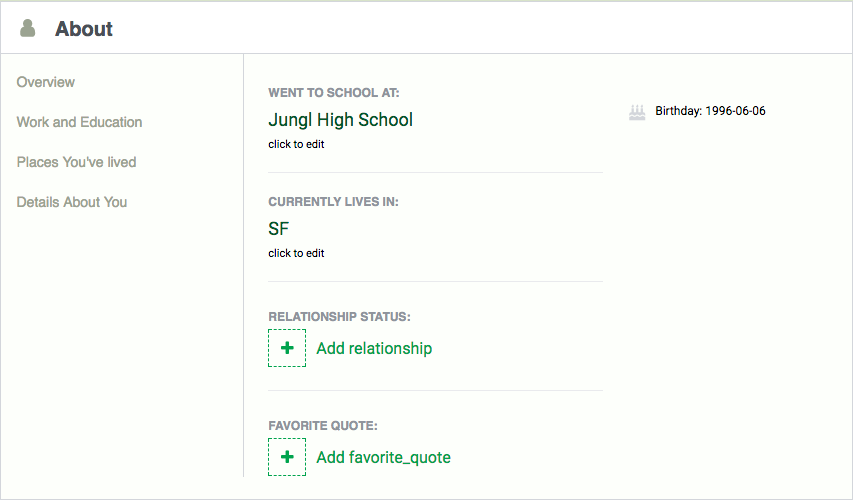 About
Overview
Work and Education
Places You've lived
Details About You
WENT TO SCHOOL AT:
Jungl High School
click to edit
CURRENTLY LIVES IN:
SF
click to edit
RELATIONSHIP STATUS:
Add relationship
FAVORITE QUOTE:
Add favorite_quote
Birthday: 1996-06-06